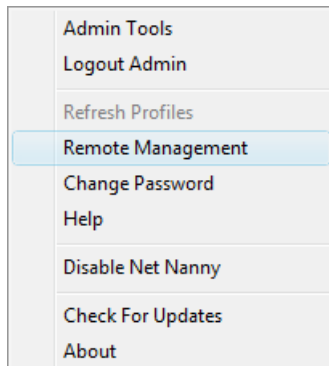 Admin Tools
Logout Admin
Refresh Profiles
Remote Management
Change Password
Help
Disable Net Nanny
Check For Updates
About